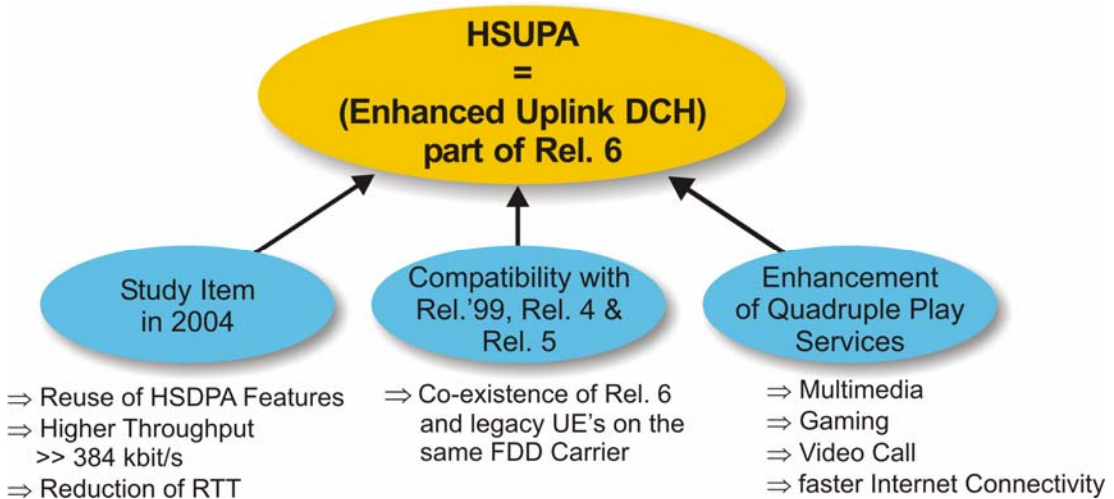 HSUPA
=
(Enhanced Uplink DCH)
part of Rel. 6
Study Item
in 2004
⇒ Reuse of HSDPA Features
⇒ Higher Throughput
>> 384 kbit/s
⇒ Reduction of RTT
Compatibility with
Rel.'99, Rel. 4 &
Rel. 5
⇒ Co-existence of Rel. 6
and legacy UE's on the
same FDD Carrier
Enhancement
of Quadruple Play
Services
⇒ Multimedia
⇒ Gaming
⇒ Video Call
⇒ faster Internet Connectivity